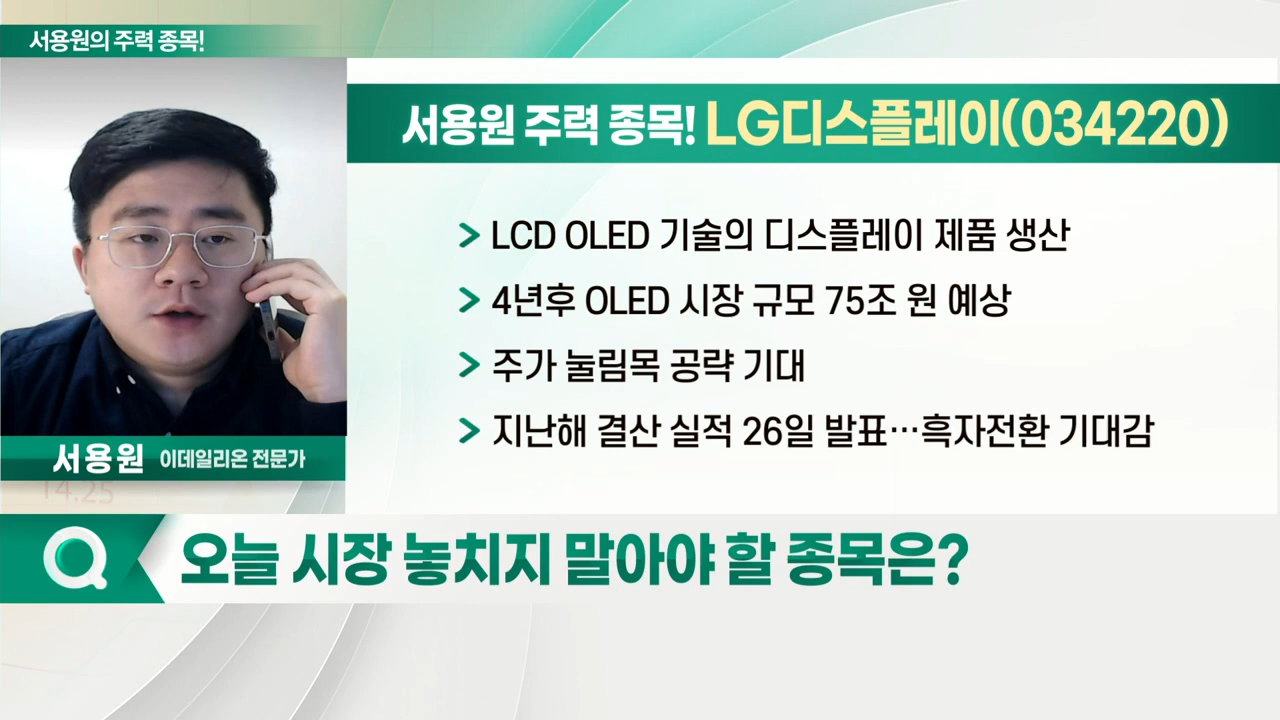 서용원의 주력 종목!
서용원 주력 종목! LG디스플레이(034220)
> LCD OLED 기술의 디스플레이 제품 생산
> 4년후 OLED 시장 규모 75조 원 예상
> 주가 눌림목 공략 기대
> 지난해 결산 실적 26일 발표…흑자전환 기대감
서용원 이데일리온 전문가
14.25
Q 오늘 시장 놓치지 말아야 할 종목은?